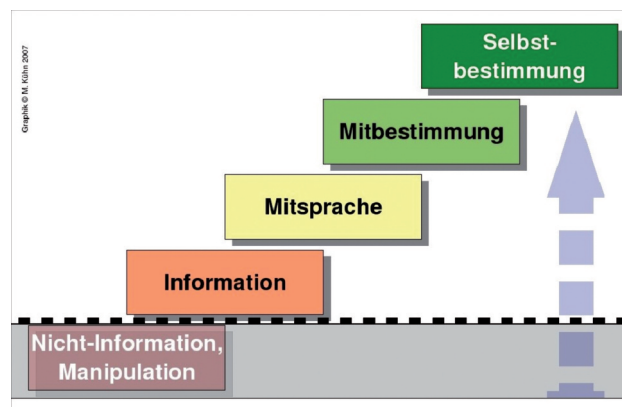 Graphik © M. Kühn 2007
Selbst-
bestimmung
Mitbestimmung
Mitsprache
Information
Nicht-Information,
Manipulation